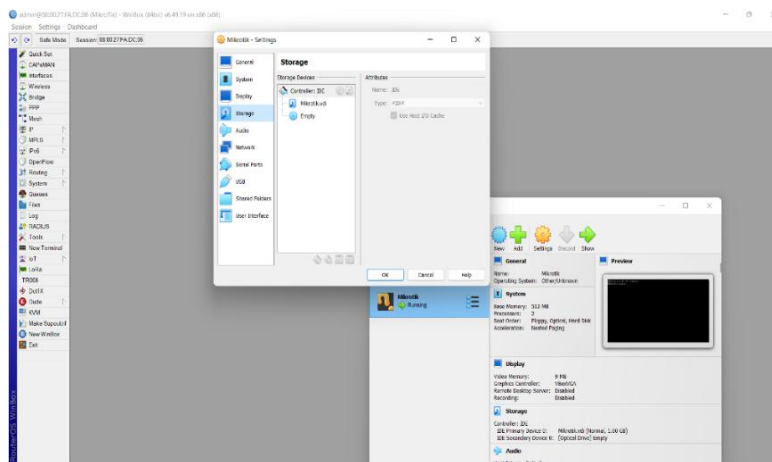 admin@08:00:27:FA:DC:06 (MikroTik) - WinBox (64bit) v6.49.19 on x86 (x86)
Session Settings Dashboard
Safe Mode Session: 08:00:27:FA:DC:06
Quick Set
CAPsMAN
Interfaces
Wireless
Bridge
PPP
Mesh
IP
MPLS
IPv6
OpenFlow
Routing
System
Queues
Files
Log
RADIUS
Tools
New Terminal
IoT
LoRa
TR069
Dot1X
Dude
KVM
Make Supout.rif
New WinBox
Exit
RouterOS WinBox
Mikrotik - Settings
General
System
Display
Storage
Audio
Network
Serial Ports
USB
Shared Folders
User Interface
Storage
Storage Devices
Controller: IDE
Mikrotik.vdi
Empty
Attributes
Name: IDE
Type: PIIX4
Use Host I/O Cache
OK Cancel Help
New Add Settings Discard Show
Mikrotik
Running
General
Name: Mikrotik
Operating System: Other/Unknown
Preview
System
Base Memory: 512 MB
Processors: 2
Boot Order: Floppy, Optical, Hard Disk
Acceleration: Nested Paging
Display
Video Memory: 9 MB
Graphics Controller: VBoxVGA
Remote Desktop Server: Disabled
Recording: Disabled
Storage
Controller: IDE
IDE Primary Device 0: Mikrotik.vdi (Normal, 1.00 GB)
IDE Secondary Device 0: [Optical Drive] Empty
Audio